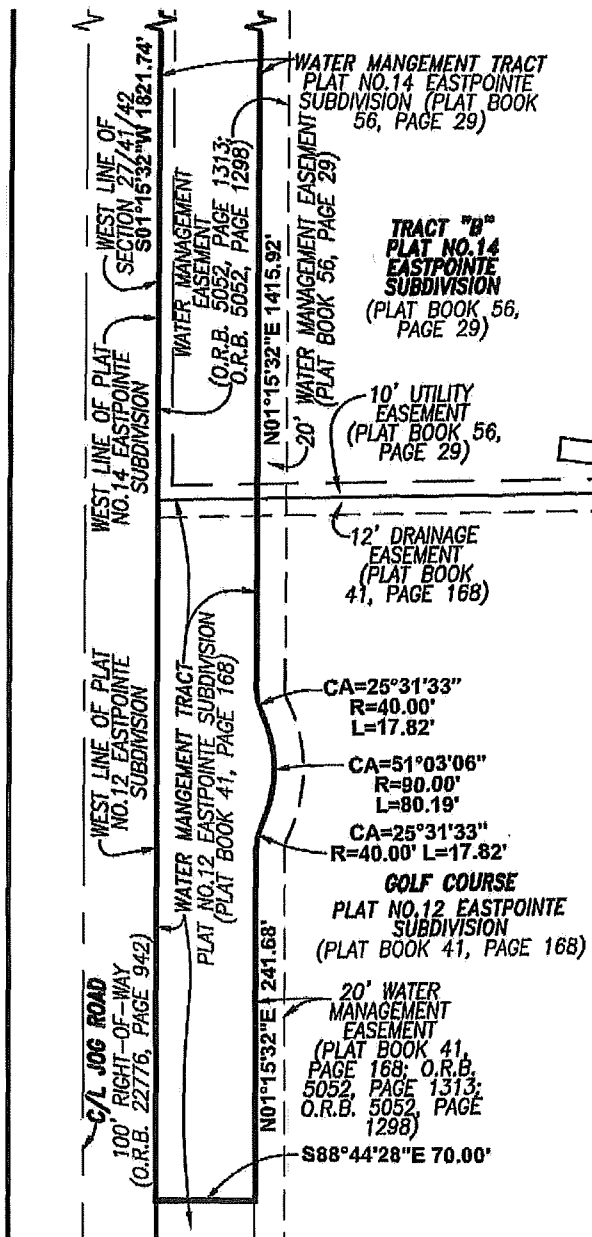 WATER MANGEMENT TRACT
PLAT NO.14 EASTPOINTE
SUBDIVISION (PLAT BOOK
56, PAGE 29)
WEST LINE OF
SECTION 27/41/42
S01°15'32"W 1821.74'
WATER MANAGEMENT
EASEMENT
(O.R.B. 5052, PAGE 1313;
O.R.B. 5052, PAGE 1298)
N01°15'32"E 1415.92'
20' WATER MANAGEMENT EASEMENT
(PLAT BOOK 56, PAGE 29)
TRACT "B"
PLAT NO.14
EASTPOINTE
SUBDIVISION
(PLAT BOOK 56,
PAGE 29)
WEST LINE OF PLAT
NO.14 EASTPOINTE
SUBDIVISION
10' UTILITY
EASEMENT
(PLAT BOOK 56,
PAGE 29)
12' DRAINAGE
EASEMENT
(PLAT BOOK
41, PAGE 168)
WEST LINE OF PLAT
NO.12 EASTPOINTE
SUBDIVISION
WATER MANGEMENT TRACT
PLAT NO.12 EASTPOINTE SUBDIVISION
(PLAT BOOK 41, PAGE 168)
CA=25°31'33"
R=40.00'
L=17.82'
CA=51°03'06"
R=90.00'
L=80.19'
CA=25°31'33"
R=40.00' L=17.82'
GOLF COURSE
PLAT NO.12 EASTPOINTE
SUBDIVISION
(PLAT BOOK 41, PAGE 168)
C/L JOG ROAD
100' RIGHT-OF-WAY
(O.R.B. 22776, PAGE 942)
N01°15'32"E 241.68'
20' WATER
MANAGEMENT
EASEMENT
(PLAT BOOK 41,
PAGE 168; O.R.B.
5052, PAGE 1313;
O.R.B. 5052, PAGE
1298)
S88°44'28"E 70.00'